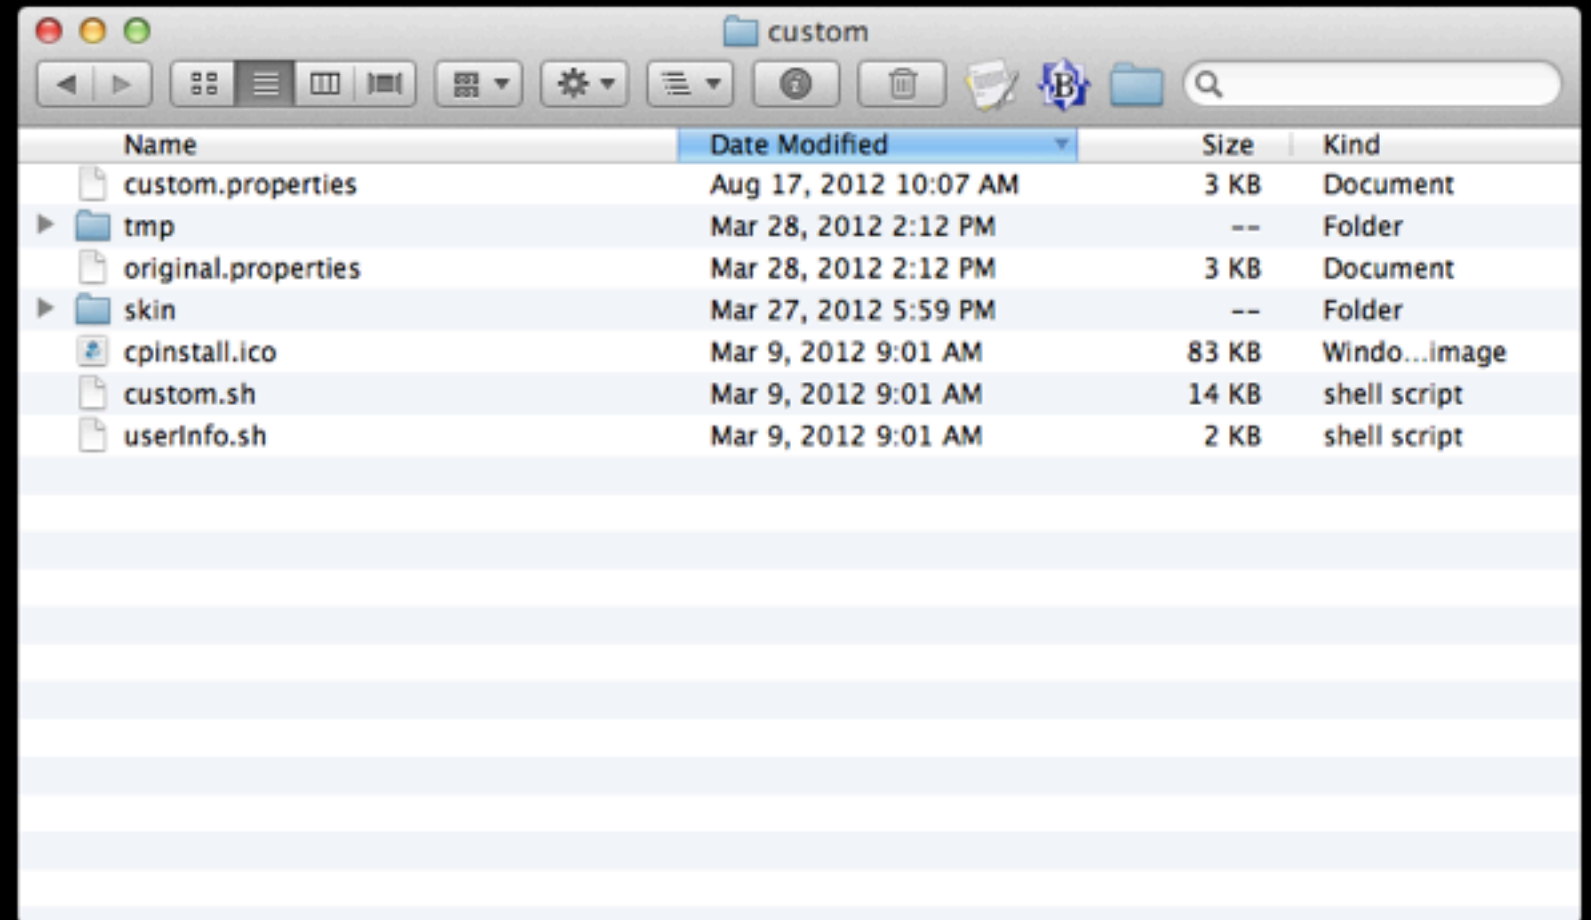 custom
B
Name Date Modified Size Kind
custom.properties Aug 17, 2012 10:07 AM 3 KB Document
tmp Mar 28, 2012 2:12 PM -- Folder
original.properties Mar 28, 2012 2:12 PM 3 KB Document
skin Mar 27, 2012 5:59 PM -- Folder
cpinstall.ico Mar 9, 2012 9:01 AM 83 KB Windo...image
custom.sh Mar 9, 2012 9:01 AM 14 KB shell script
userInfo.sh Mar 9, 2012 9:01 AM 2 KB shell script